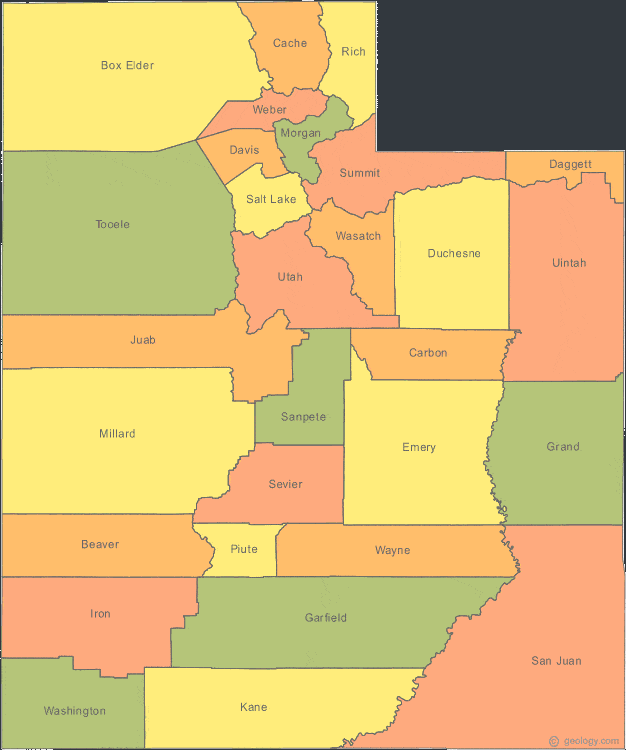 Cache
Rich
Box Elder
Weber
Morgan
Davis
Daggett
Summit
Salt Lake
Tooele
Wasatch
Duchesne
Uintah
Utah
Juab
Carbon
Sanpete
Millard
Emery
Grand
Sevier
Beaver
Piute
Wayne
Iron
Garfield
San Juan
Kane
Washington
© geology.com